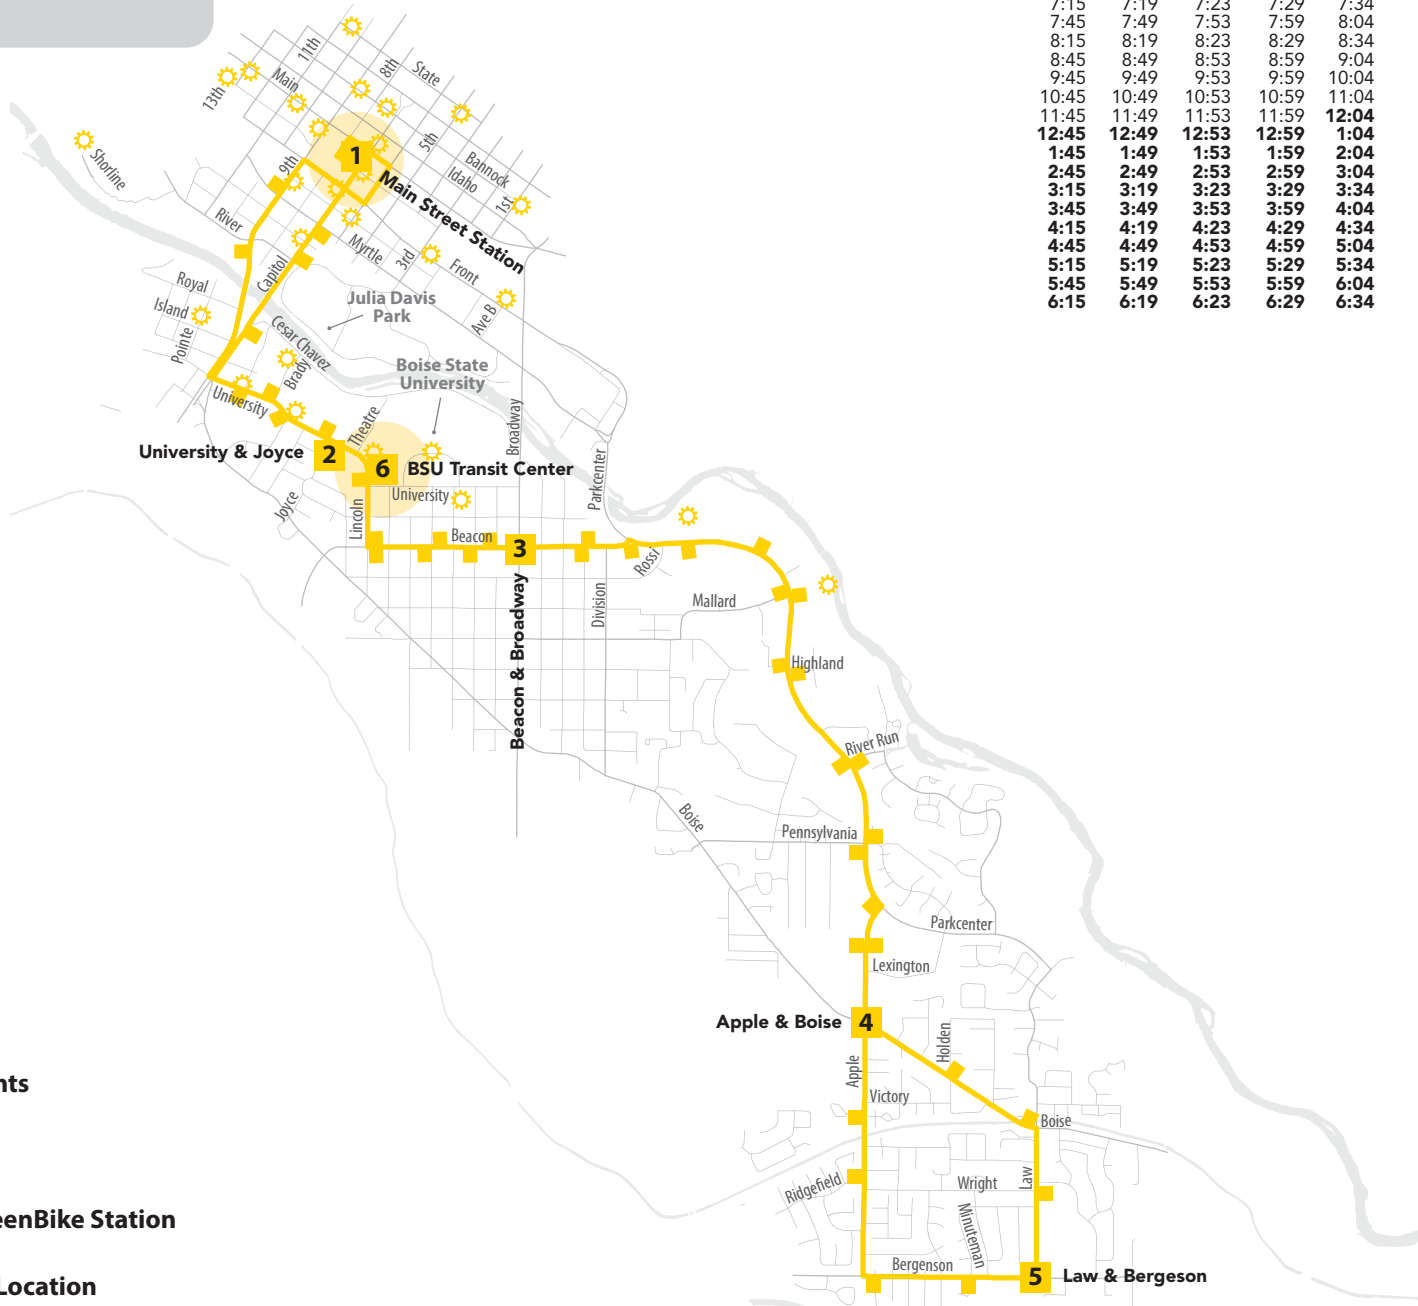 7:15 7:19 7:23 7:29 7:34
7:45 7:49 7:53 7:59 8:04
8:15 8:19 8:23 8:29 8:34
8:45 8:49 8:53 8:59 9:04
9:45 9:49 9:53 9:59 10:04
10:45 10:49 10:53 10:59 11:04
11:45 11:49 11:53 11:59 12:04
12:45 12:49 12:53 12:59 1:04
1:45 1:49 1:53 1:59 2:04
2:45 2:49 2:53 2:59 3:04
3:15 3:19 3:23 3:29 3:34
3:45 3:49 3:53 3:59 4:04
4:15 4:19 4:23 4:29 4:34
4:45 4:49 4:53 4:59 5:04
5:15 5:19 5:23 5:29 5:34
5:45 5:49 5:53 5:59 6:04
6:15 6:19 6:23 6:29 6:34
11th
8th
State
Main
13th
5th
Shorline
9th
1
Bannock
Idaho
1st
Main Street Station
River
Myrtle
3rd
Front
Capitol
Royal
Island
Pointe
Julia Davis
Park
Ave B
Cesar Chavez
Brady
Boise State
University
University
Theatre
Broadway
University & Joyce
2
6
BSU Transit Center
Parkcenter
University
Joyce
Lincoln
Beacon
3
Rossi
Beacon & Broadway
Division
Mallard
Highland
River Run
Boise
Pennsylvania
Parkcenter
Lexington
Apple & Boise
4
Holden
Apple
Victory
nts
Boise
Ridgefield
Wright
Law
Minuteman
eenBike Station
Bergenson
5
Law & Bergeson
Location